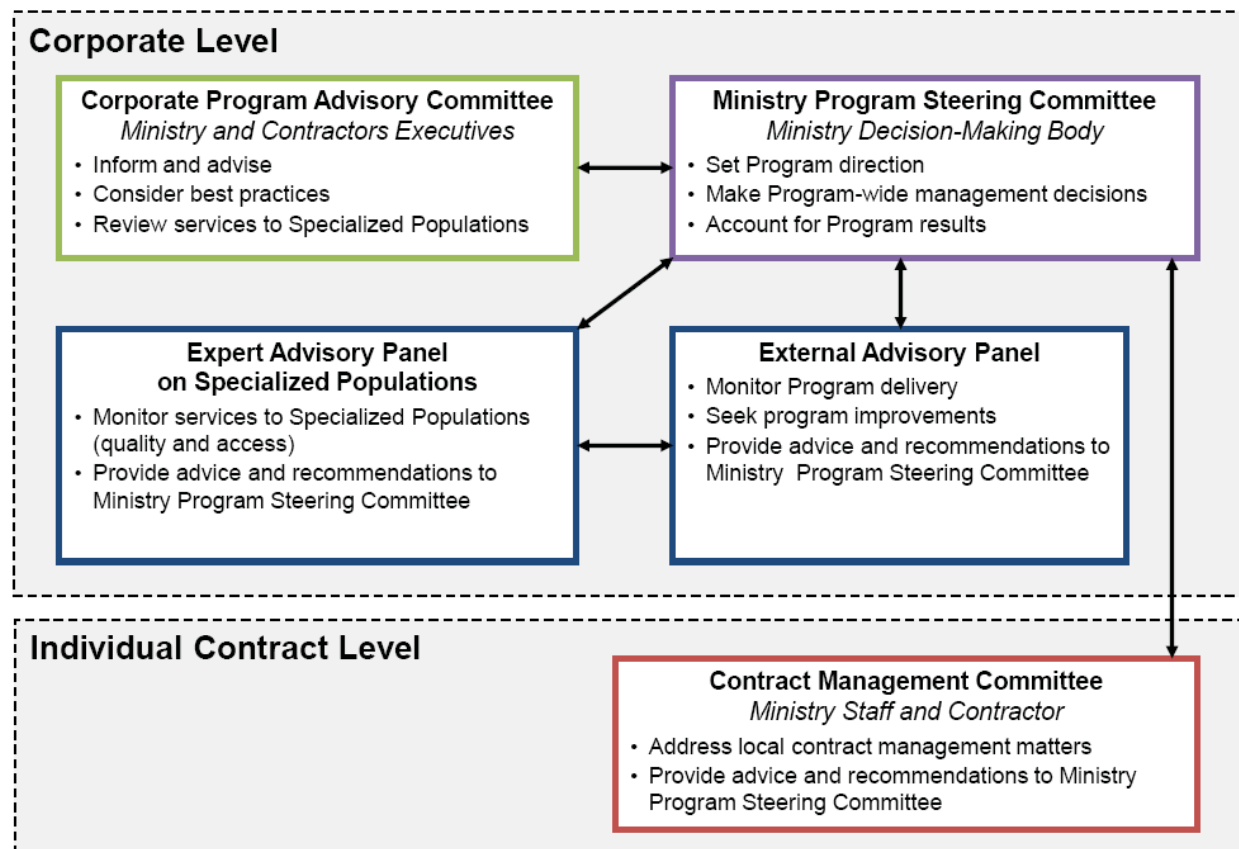 Corporate Level
Corporate Program Advisory Committee
Ministry and Contractors Executives
• Inform and advise
• Consider best practices
• Review services to Specialized Populations
Ministry Program Steering Committee
Ministry Decision-Making Body
• Set Program direction
• Make Program-wide management decisions
• Account for Program results
Expert Advisory Panel
on Specialized Populations
• Monitor services to Specialized Populations
(quality and access)
• Provide advice and recommendations to
Ministry Program Steering Committee
External Advisory Panel
• Monitor Program delivery
• Seek program improvements
• Provide advice and recommendations to
Ministry Program Steering Committee
Individual Contract Level
Contract Management Committee
Ministry Staff and Contractor
• Address local contract management matters
• Provide advice and recommendations to Ministry
Program Steering Committee